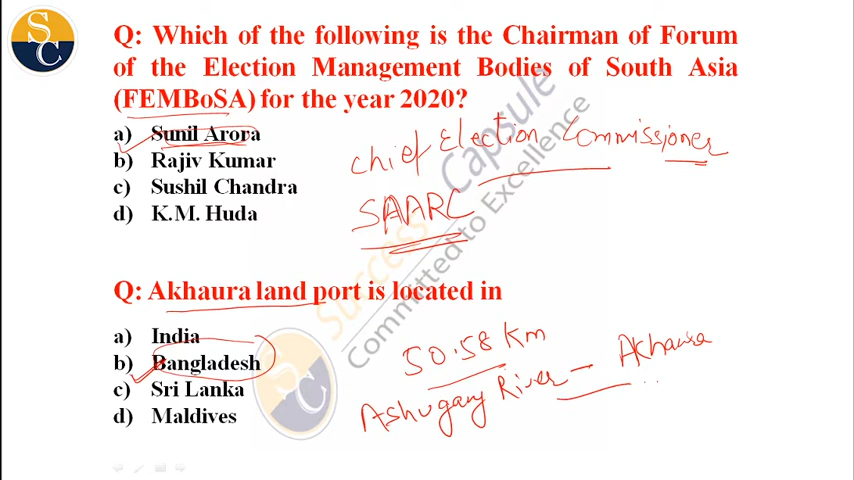 S
C
Q: Which of the following is the Chairman of Forum
of the Election Management Bodies of South Asia
(FEMBoSA) for the year 2020?
a) Sunil Arora
b) Rajiv Kumar
c) Sushil Chandra
d) K.M. Huda
Chief Election Commissioner
SAARC
Success Capsule
Committed to Excellence
Q: Akhaura land port is located in
a) India
b) Bangladesh
c) Sri Lanka
d) Maldives
50.58 Km
Ashuganj River - Akhaura